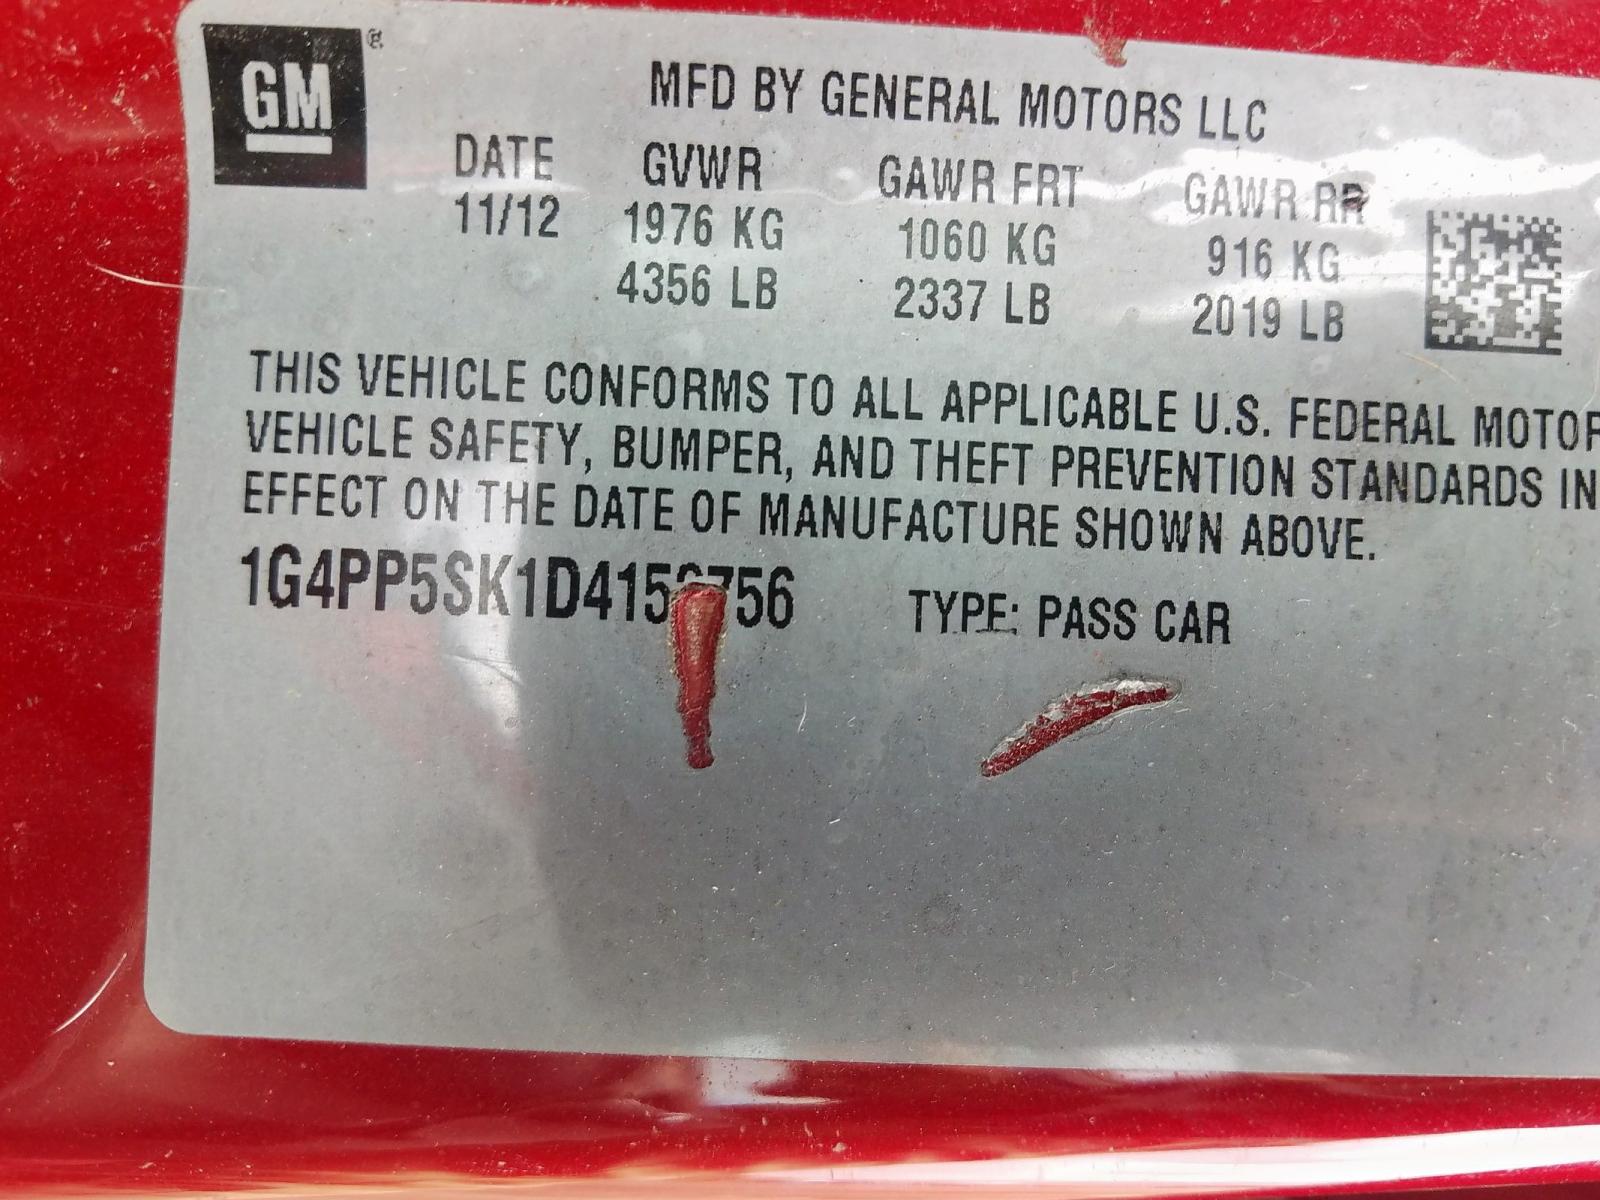 GM
MFD BY GENERAL MOTORS LLC
DATE GVWR GAWR FRT GAWR RR
11/12 1976 KG 1060 KG 916 KG
4356 LB 2337 LB 2019 LB
THIS VEHICLE CONFORMS TO ALL APPLICABLE U.S. FEDERAL MOTOR
VEHICLE SAFETY, BUMPER, AND THEFT PREVENTION STANDARDS IN
EFFECT ON THE DATE OF MANUFACTURE SHOWN ABOVE.
TYPE: PASS CAR